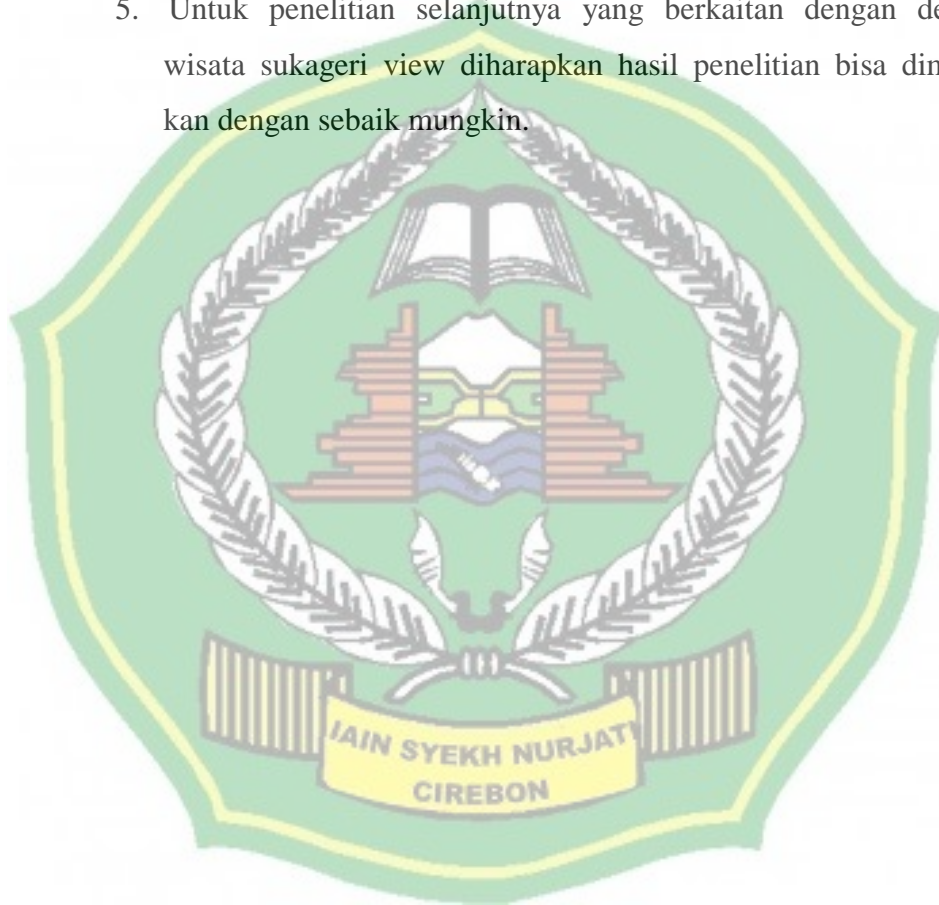 5. Untuk penelitian selanjutnya yang berkaitan dengan de
wisata sukageri view diharapkan hasil penelitian bisa dim
kan dengan sebaik mungkin.
IAIN SYEKH NURJATI
CIREBON